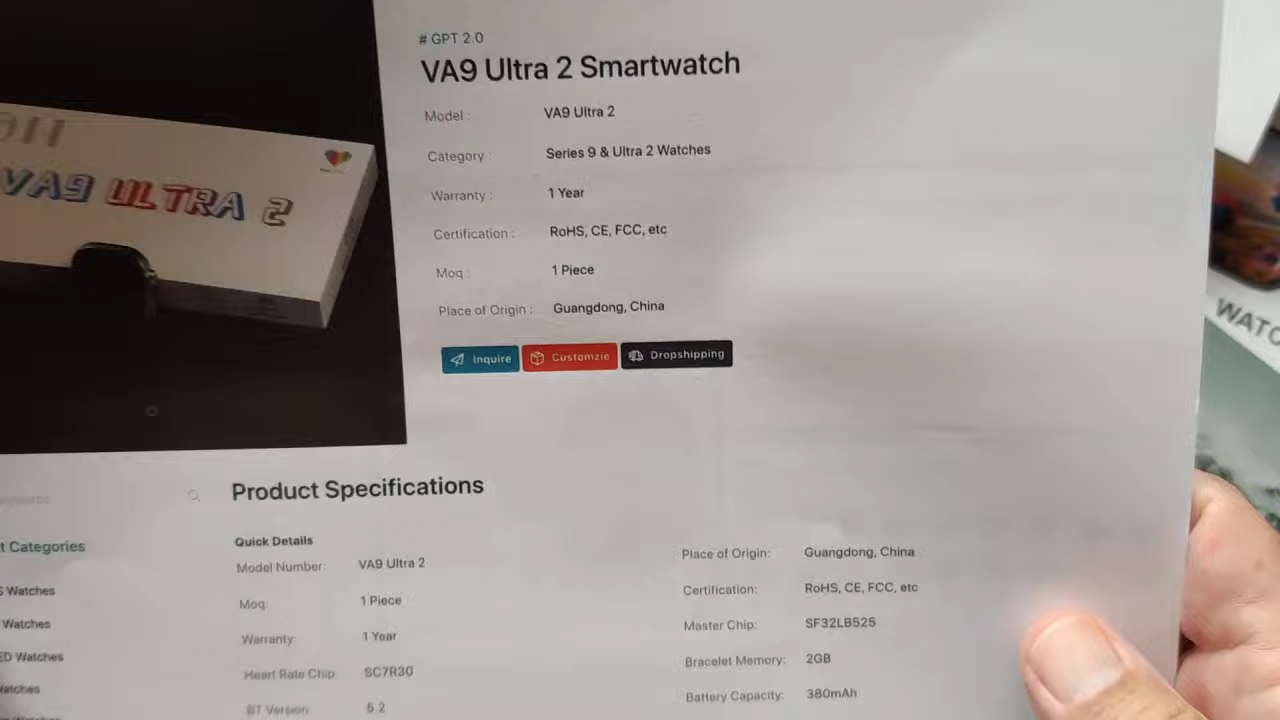 # GPT 2.0
VA9 Ultra 2 Smartwatch
Model : VA9 Ultra 2
Category : Series 9 & Ultra 2 Watches
Warranty : 1 Year
Certification : RoHS, CE, FCC, etc
Moq : 1 Piece
Place of Origin : Guangdong, China
Inquire Customzie Dropshipping
VA9 ULTRA 2
WATC
Product Specifications
t Categories
S Watches
Watches
ED Watches
Watches
Quick Details
Model Number: VA9 Ultra 2
Moq: 1 Piece
Warranty: 1 Year
Heart Rate Chip: SC7R30
BT Version: 5.2
Place of Origin: Guangdong, China
Certification: RoHS, CE, FCC, etc
Master Chip: SF32LB525
Bracelet Memory: 2GB
Battery Capacity: 380mAh